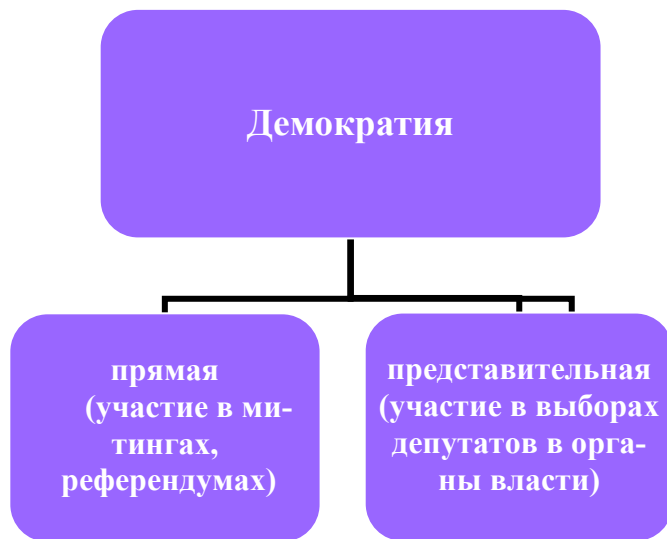 Демократия
прямая
(участие в ми-
тингах,
референдумах)
представительная
(участие в выборах
депутатов в орга-
ны власти)